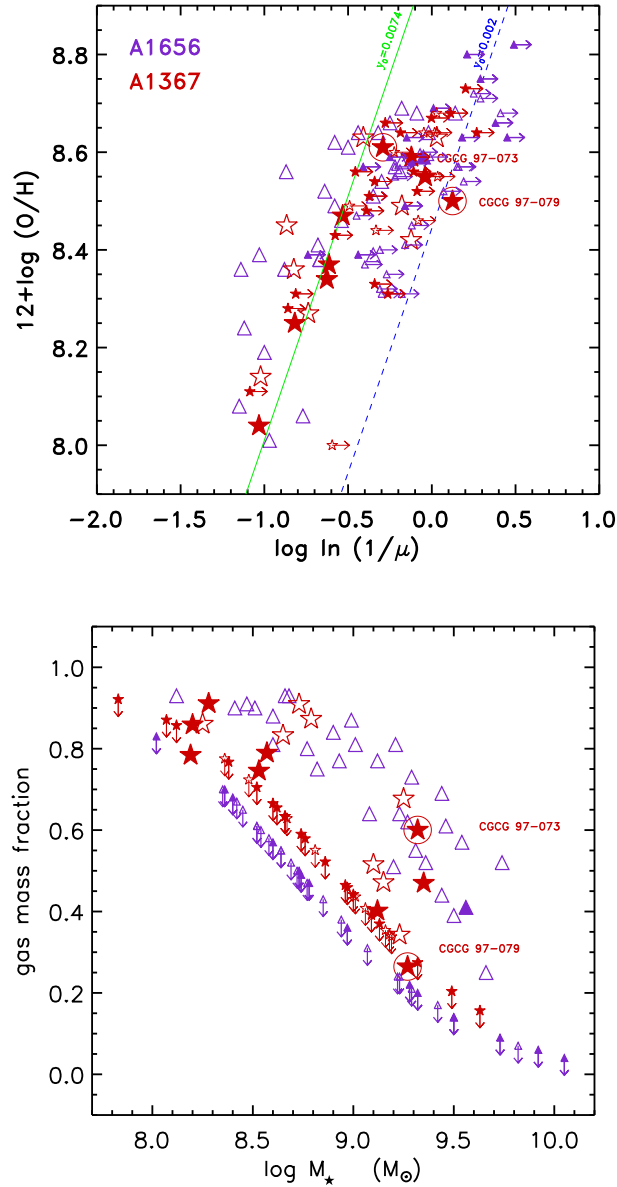 8.8
8.6
8.4
8.2
8.0
12+log (O/H)
A1656
A1367
y₀=0.0074
y₀=0.002
CGCG 97-073
CGCG 97-079
-2.0 -1.5 -1.0 -0.5 0.0 0.5 1.0
log ln (1/μ)
1.0
0.8
0.6
0.4
0.2
0.0
gas mass fraction
CGCG 97-073
CGCG 97-079
8.0 8.5 9.0 9.5 10.0
log M★ (M⊙)